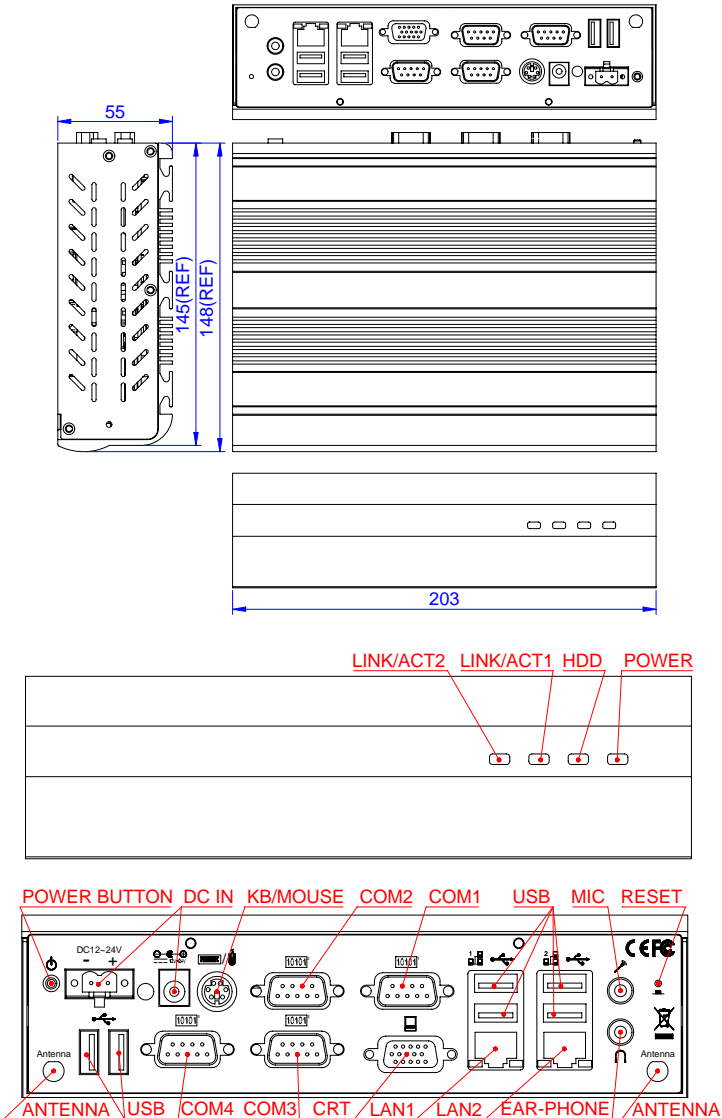 55
145(REF)
148(REF)
203
LINK/ACT2 LINK/ACT1 HDD POWER
POWER BUTTON DC IN KB/MOUSE COM2 COM1 USB MIC RESET
DC12~24V
- +
10101
10101
1
2
CE FC
10101
10101
Antenna
Antenna
ANTENNA USB COM4 COM3 CRT LAN1 LAN2 EAR-PHONE ANTENNA